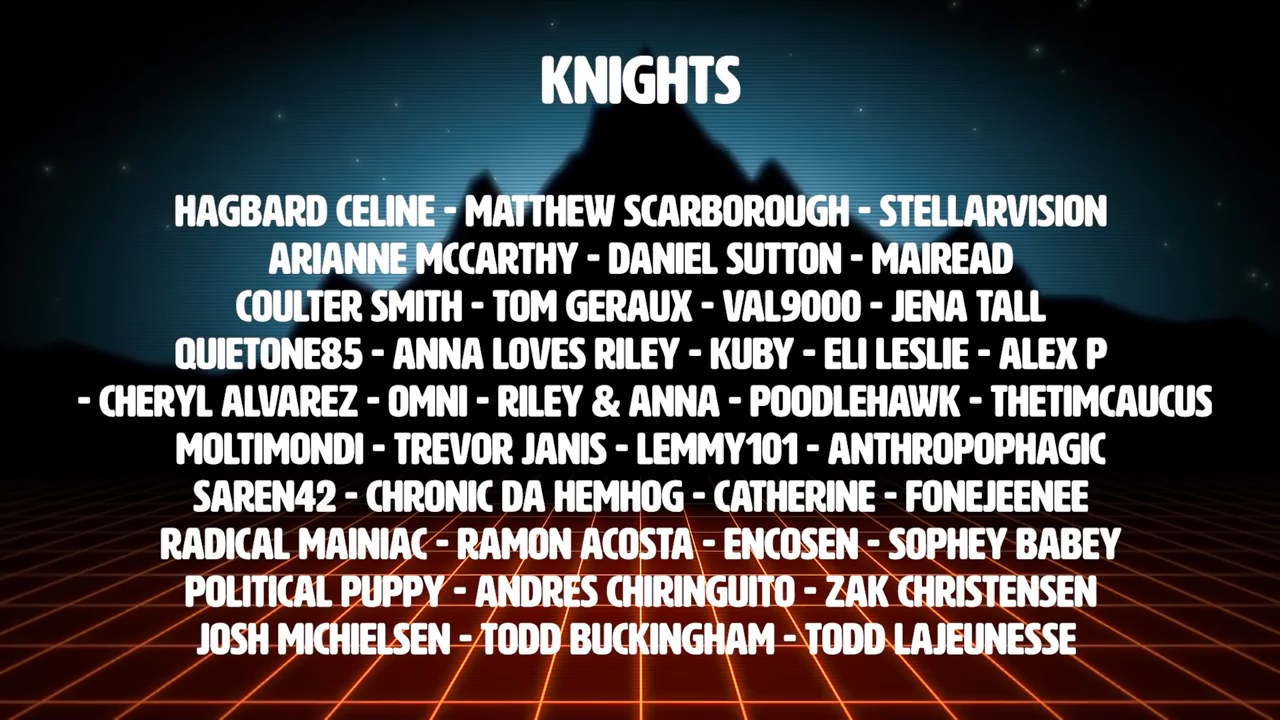 KNIGHTS
HAGBARD CELINE - MATTHEW SCARBOROUGH - STELLARVISION
ARIANNE MCCARTHY - DANIEL SUTTON - MAIREAD
COULTER SMITH - TOM GERAUX - VAL9000 - JENA TALL
QUIETONE85 - ANNA LOVES RILEY - KUBY - ELI LESLIE - ALEX P
- CHERYL ALVAREZ - OMNI - RILEY & ANNA - POODLEHAWK - THETIMCAUCUS
MOLTIMONDI - TREVOR JANIS - LEMMY101 - ANTHROPOPHAGIC
SAREN42 - CHRONIC DA HEMHOG - CATHERINE - FONEJEENEE
RADICAL MAINIAC - RAMON ACOSTA - ENCOSEN - SOPHEY BABEY
POLITICAL PUPPY - ANDRES CHIRINGUITO - ZAK CHRISTENSEN
JOSH MICHIELSEN - TODD BUCKINGHAM - TODD LAJEUNESSE